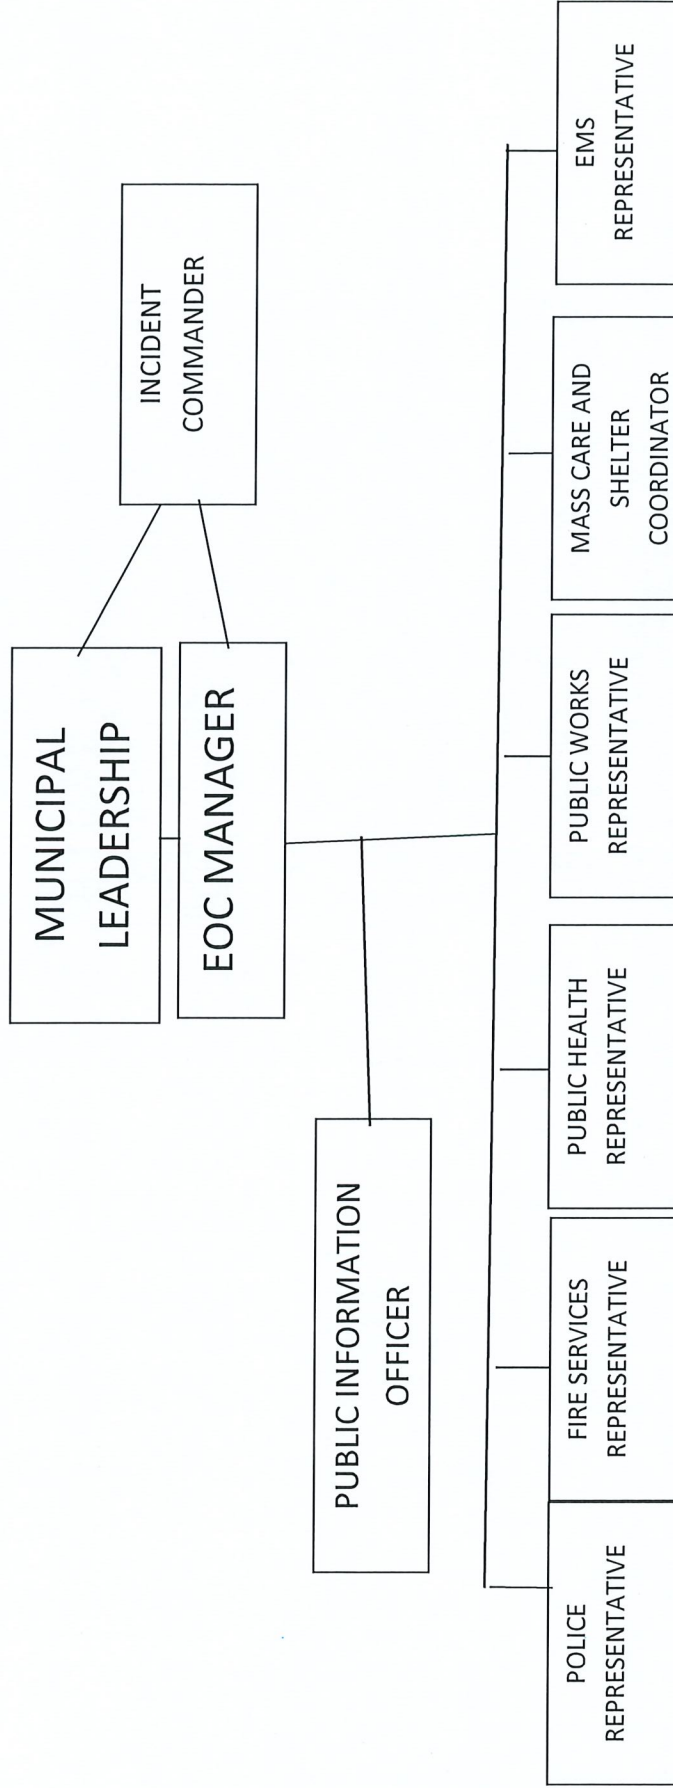 MUNICIPAL
LEADERSHIP
EOC MANAGER
INCIDENT
COMMANDER
PUBLIC INFORMATION
OFFICER
POLICE
REPRESENTATIVE
FIRE SERVICES
REPRESENTATIVE
PUBLIC HEALTH
REPRESENTATIVE
PUBLIC WORKS
REPRESENTATIVE
MASS CARE AND
SHELTER
COORDINATOR
EMS
REPRESENTATIVE